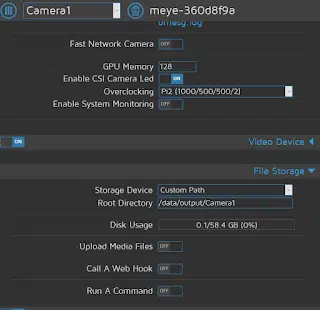 Camera1 meye-360d8f9a
dmesg.log
Fast Network Camera OFF
GPU Memory 128
Enable CSI Camera Led ON
Overclocking Pi2 (1000/500/500/2)
Enable System Monitoring OFF
ON Video Device
File Storage
Storage Device Custom Path
Root Directory /data/output/Camera1
Disk Usage 0.1/58.4 GB (0%)
Upload Media Files OFF
Call A Web Hook OFF
Run A Command OFF